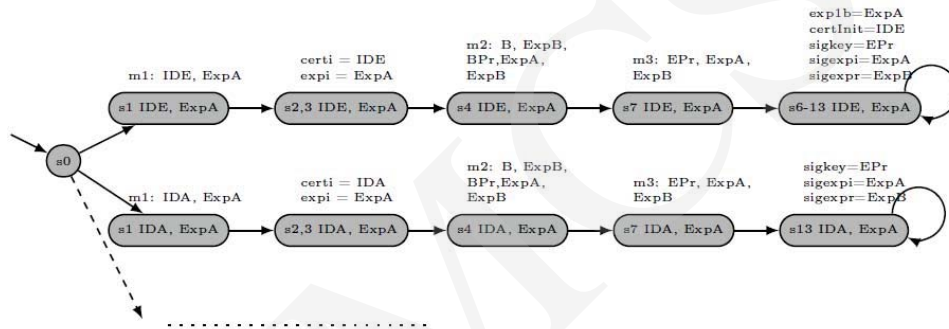 exp1b=ExpA
certInit=IDE
sigkey=EPr
sigexpi=ExpA
sigexpr=ExpB
m2: B, ExpB,
BPr,ExpA,
ExpB
certi = IDE
expi = ExpA
m3: EPr, ExpA,
ExpB
m1: IDE, ExpA
s1 IDE, ExpA
s2,3 IDE, ExpA
s4 IDE, ExpA
s7 IDE, ExpA
s6-13 IDE, ExpA
s0
m2: B, ExpB,
BPr,ExpA,
ExpB
certi = IDA
expi = ExpA
m3: EPr, ExpA,
ExpB
sigkey=EPr
sigexpi=ExpA
sigexpr=ExpB
m1: IDA, ExpA
s1 IDA, ExpA
s2,3 IDA, ExpA
s4 IDA, ExpA
s7 IDA, ExpA
s13 IDA, ExpA